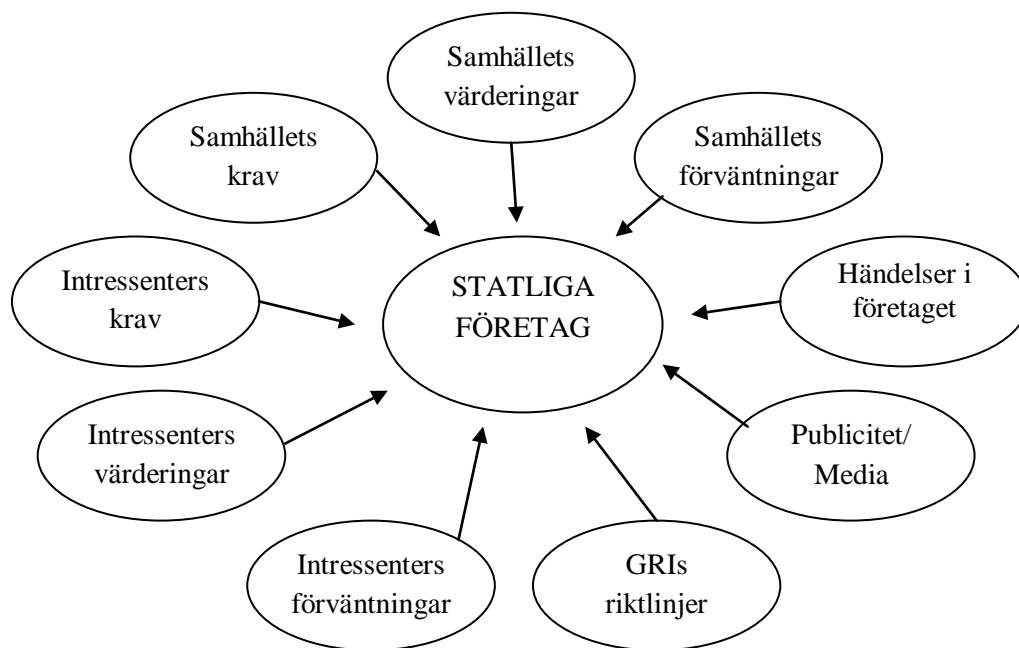 Samhällets
värderingar
Samhällets
krav
Samhällets
förväntningar
Intressenters
krav
STATLIGA
FÖRETAG
Händelser i
företaget
Intressenters
värderingar
Publicitet/
Media
Intressenters
förväntningar
GRIs
riktlinjer